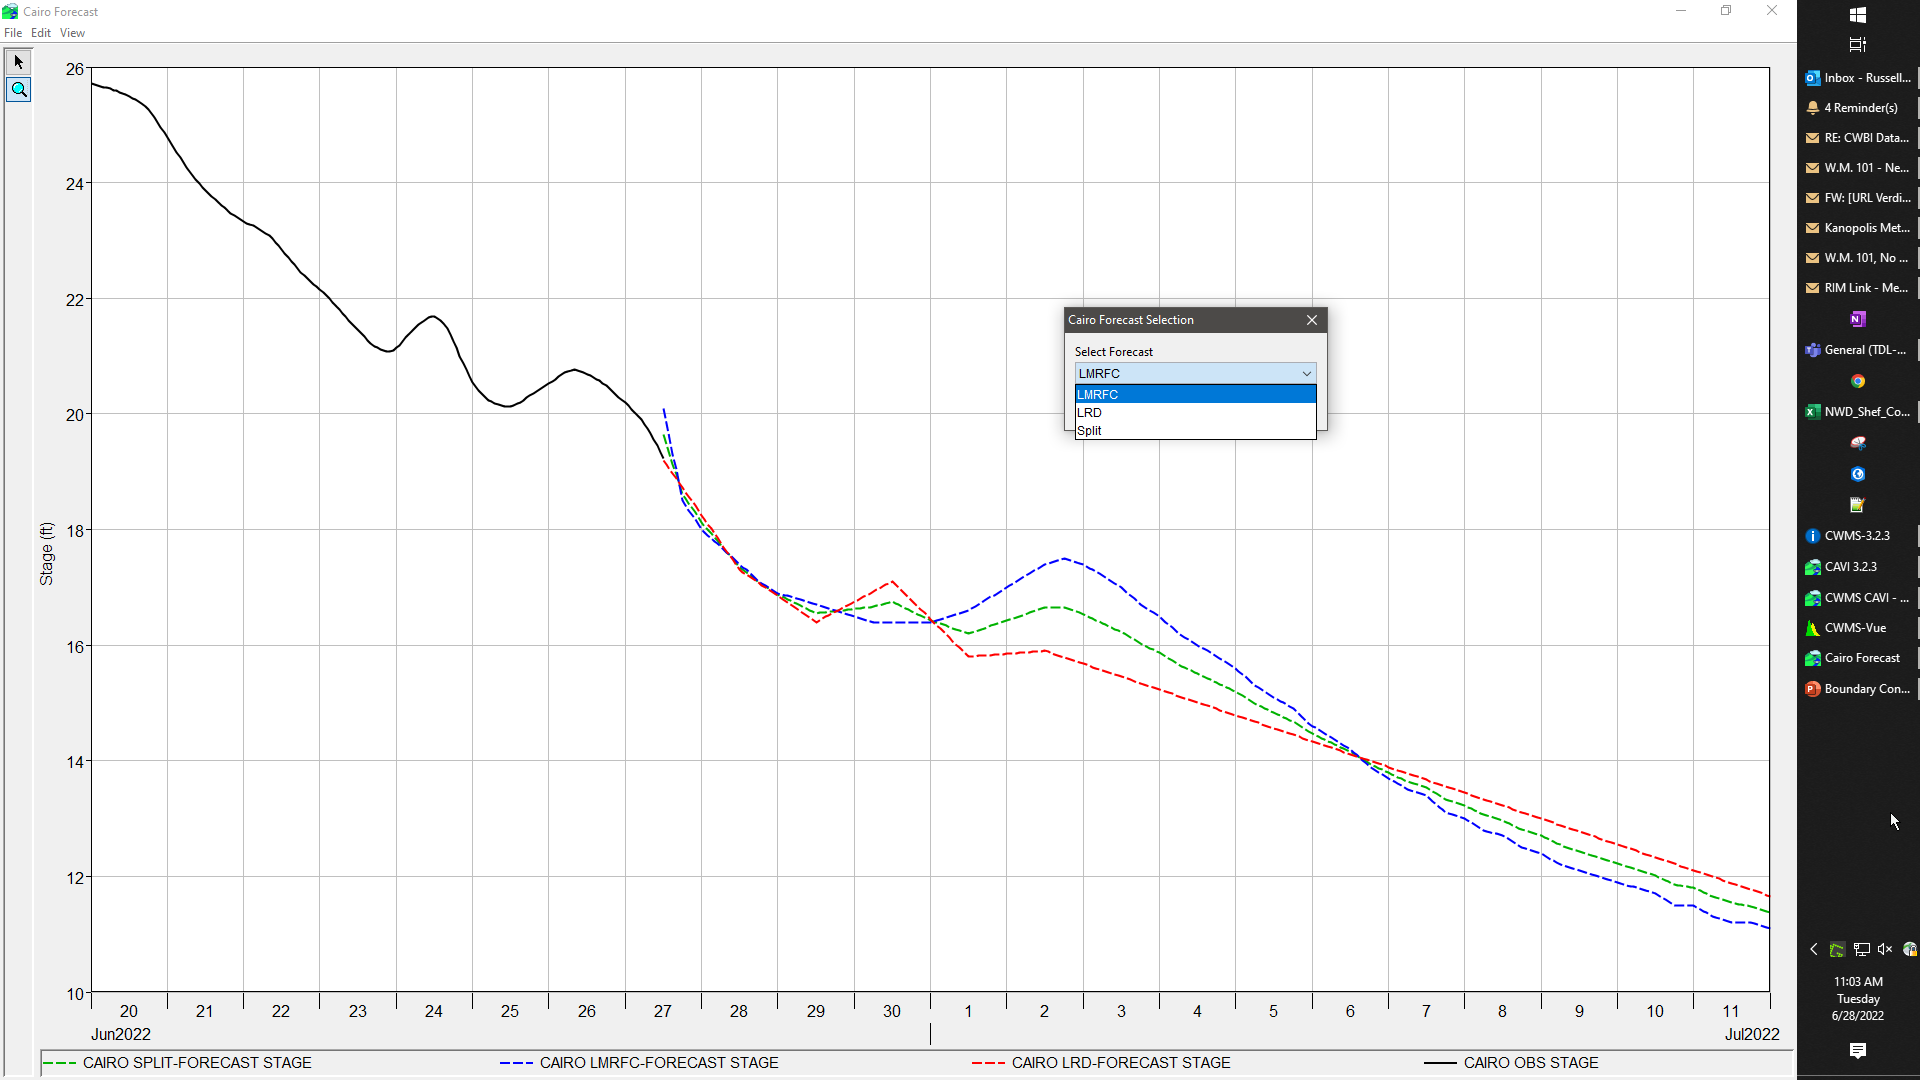 Cairo Forecast
File Edit View
26
24
22
20
18
16
14
12
10
Stage (ft)
Cairo Forecast Selection
Select Forecast
LMRFC
LMRFC
LRD
Split
20 21 22 23 24 25 26 27 28 29 30 1 2 3 4 5 6 7 8 9 10 11
Jun2022 Jul2022
CAIRO SPLIT-FORECAST STAGE CAIRO LMRFC-FORECAST STAGE CAIRO LRD-FORECAST STAGE CAIRO OBS STAGE
Inbox - Russell...
4 Reminder(s)
RE: CWBI Data...
W.M. 101 - Ne...
FW: [URL Verdi...
Kanopolis Met...
W.M. 101, No ...
RIM Link - Me...
General (TDL-...
NWD_Shef_Co...
CWMS-3.2.3
CAVI 3.2.3
CWMS CAVI - ...
CWMS-Vue
Cairo Forecast
Boundary Con...
11:03 AM
Tuesday
6/28/2022